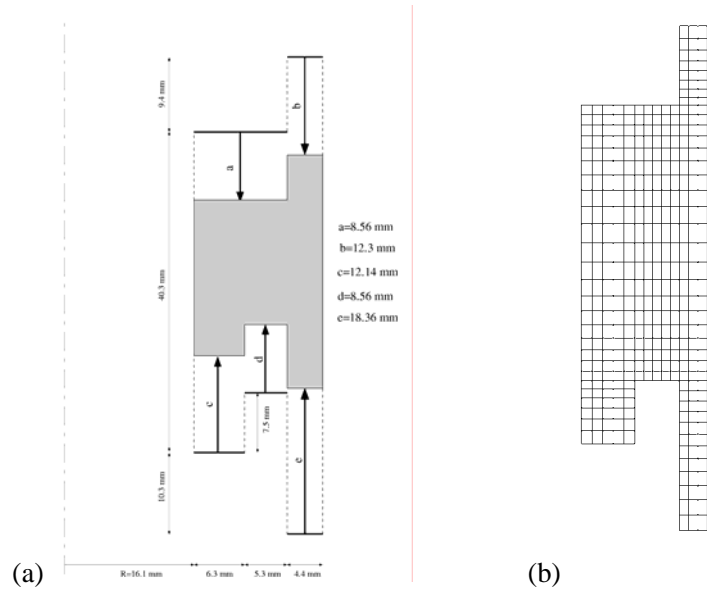 9.4 mm
b
a
a=8.56 mm
b=12.3 mm
c=12.14 mm
d=8.56 mm
e=18.36 mm
40.3 mm
d
c
7.5 mm
e
10.3 mm
(a)
R=16.1 mm
6.3 mm
5.3 mm
4.4 mm
(b)